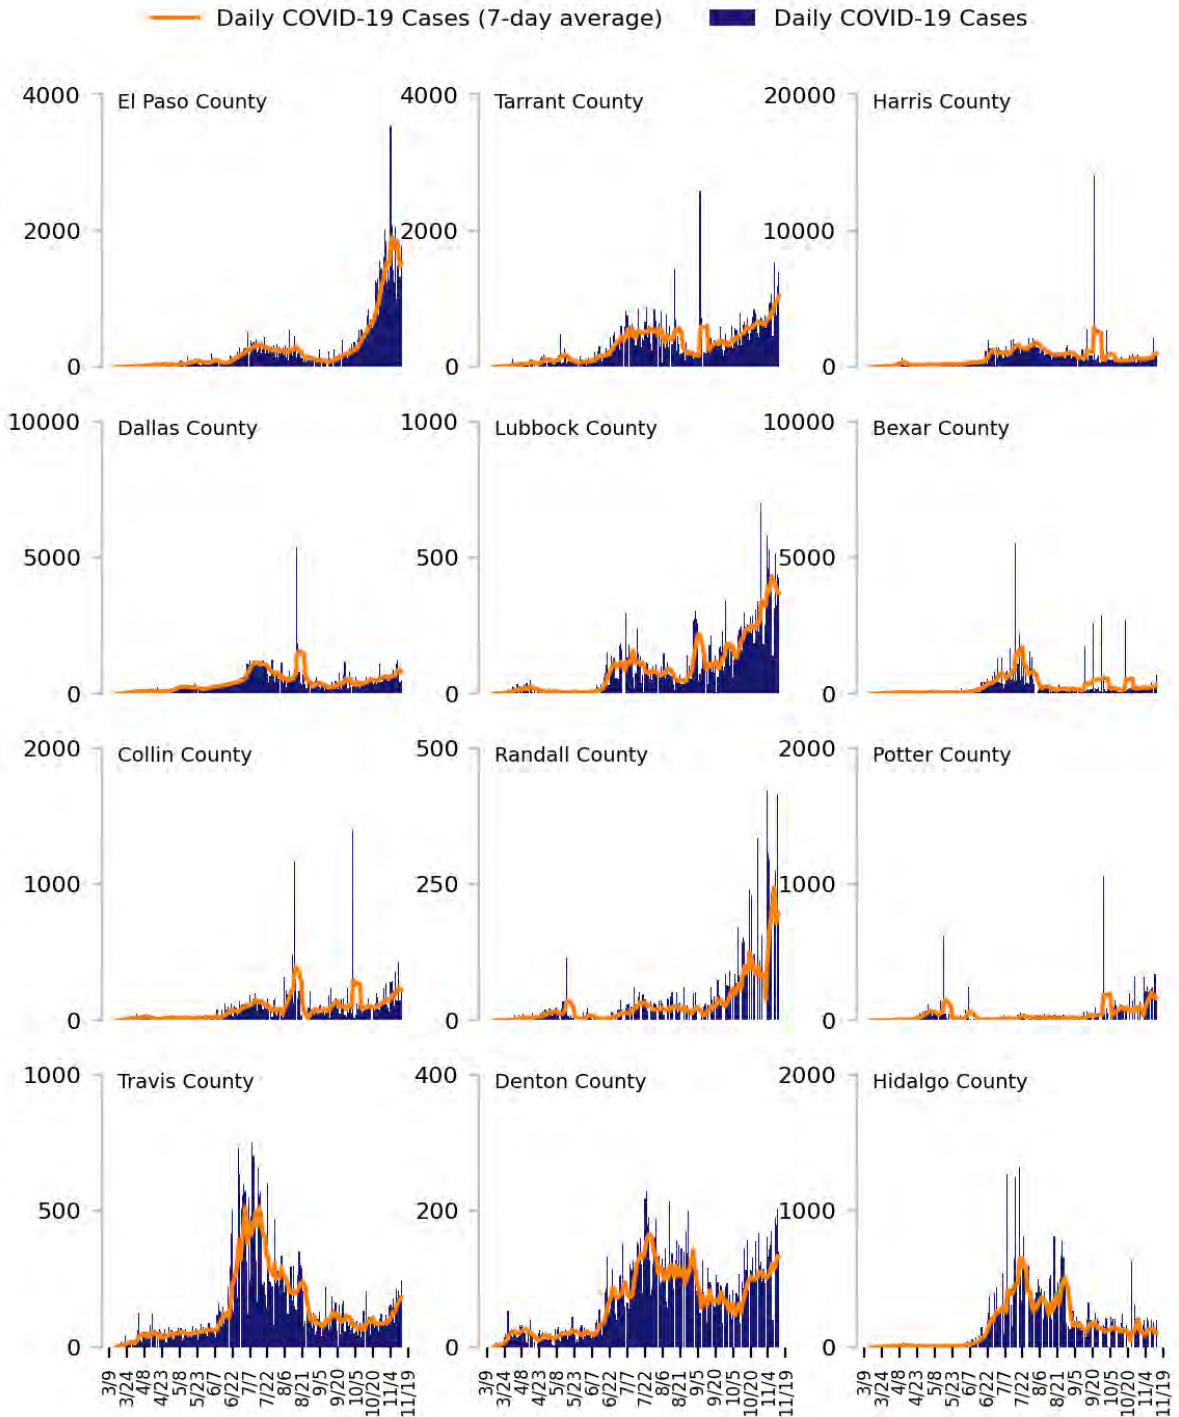 Daily COVID-19 Cases (7-day average) Daily COVID-19 Cases
4000 El Paso County 4000 Tarrant County 20000 Harris County
2000 2000 10000
0 0 0
10000 Dallas County 1000 Lubbock County 10000 Bexar County
5000 500 5000
0 0 0
2000 Collin County 500 Randall County 2000 Potter County
1000 250 1000
0 0 0
1000 Travis County 400 Denton County 2000 Hidalgo County
500 200 1000
0 0 0
3/9 3/24 4/8 4/23 5/8 5/23 6/7 6/22 7/7 7/22 8/6 8/21 9/5 9/20 10/5 10/20 11/4 11/19 3/9 3/24 4/8 4/23 5/8 5/23 6/7 6/22 7/7 7/22 8/6 8/21 9/5 9/20 10/5 10/20 11/4 11/19 3/9 3/24 4/8 4/23 5/8 5/23 6/7 6/22 7/7 7/22 8/6 8/21 9/5 9/20 10/5 10/20 11/4 11/19